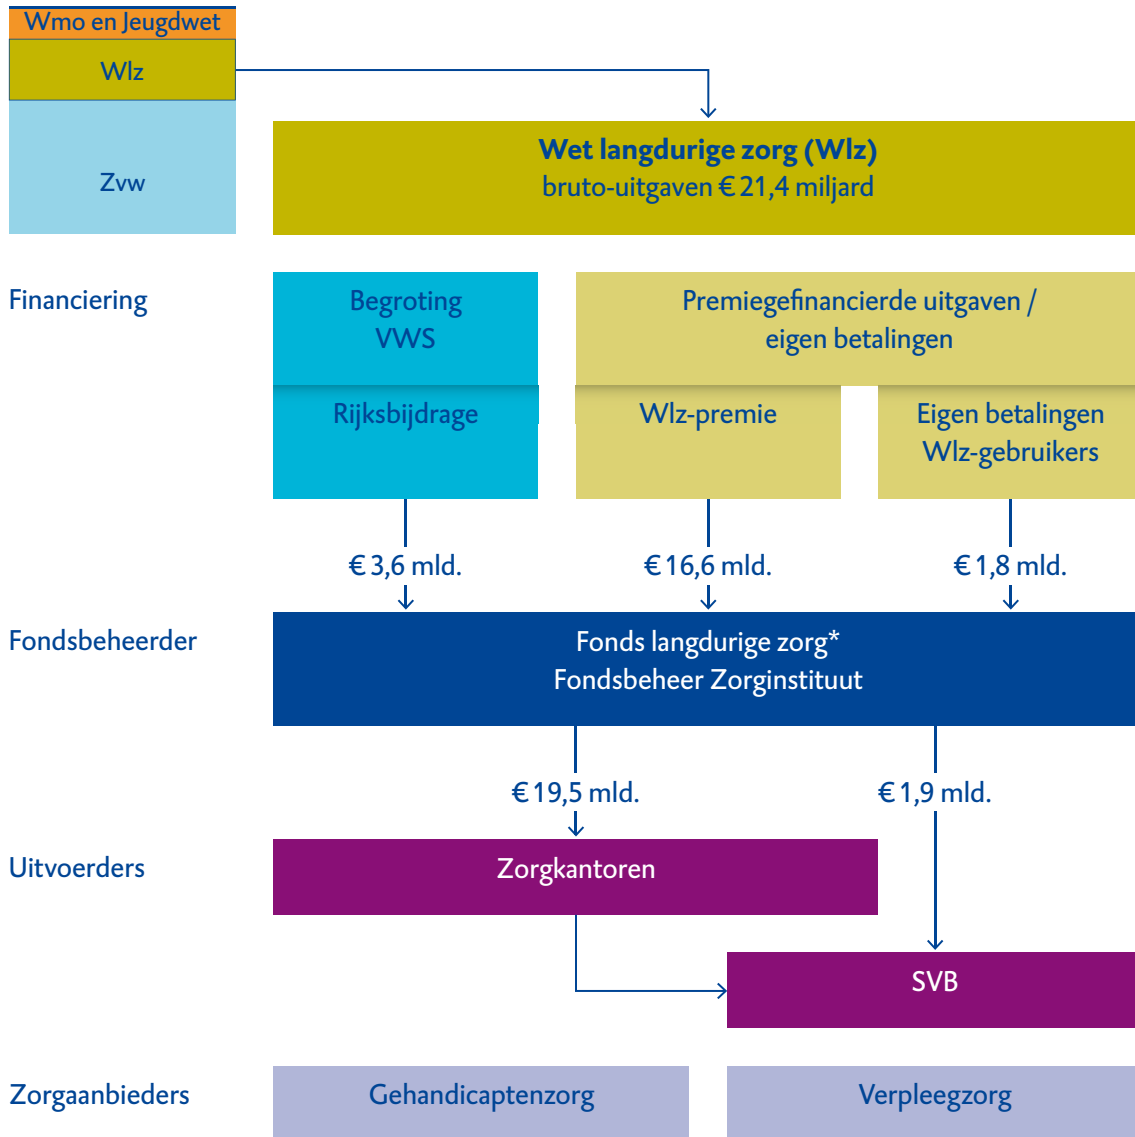 Wmo en Jeugdwet
Wlz
Zvw
Wet langdurige zorg (Wlz)
bruto-uitgaven € 21,4 miljard
Financiering
Begroting
VWS
Premiegefinancierde uitgaven /
eigen betalingen
Rijksbijdrage
Wlz-premie
Eigen betalingen
Wlz-gebruikers
€ 3,6 mld.
€ 16,6 mld.
€ 1,8 mld.
Fondsbeheerder
Fonds langdurige zorg*
Fondsbeheer Zorginstituut
€ 19,5 mld.
€ 1,9 mld.
Uitvoerders
Zorgkantoren
SVB
Zorgaanbieders
Gehandicaptenzorg
Verpleegzorg